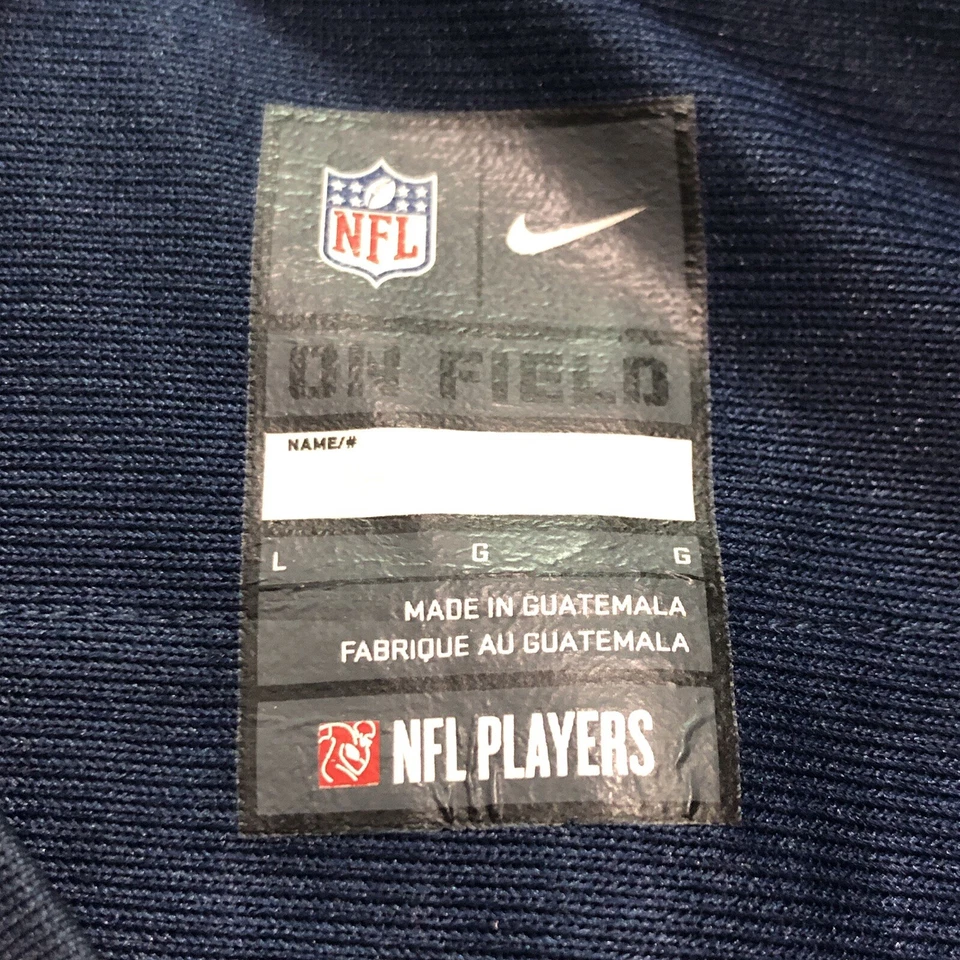 NFL
ON FIELD
NAME/#
L G G
MADE IN GUATEMALA
FABRIQUE AU GUATEMALA
NFL PLAYERS